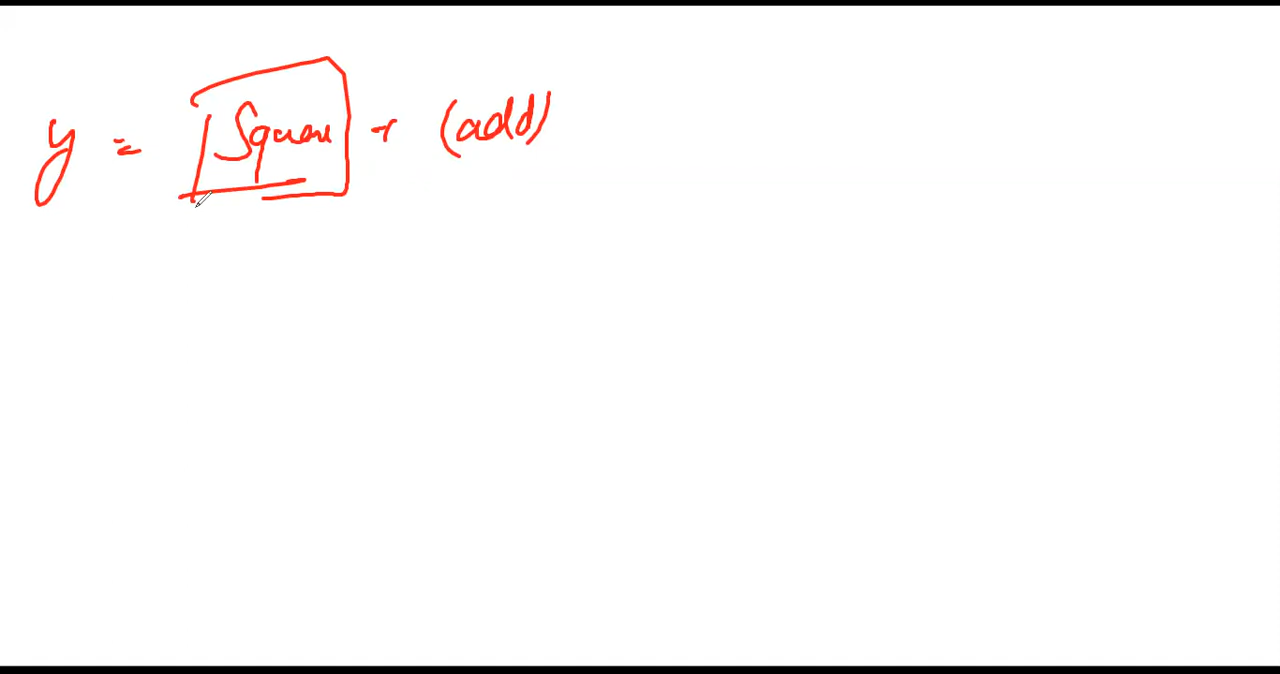 y = Square + (add)